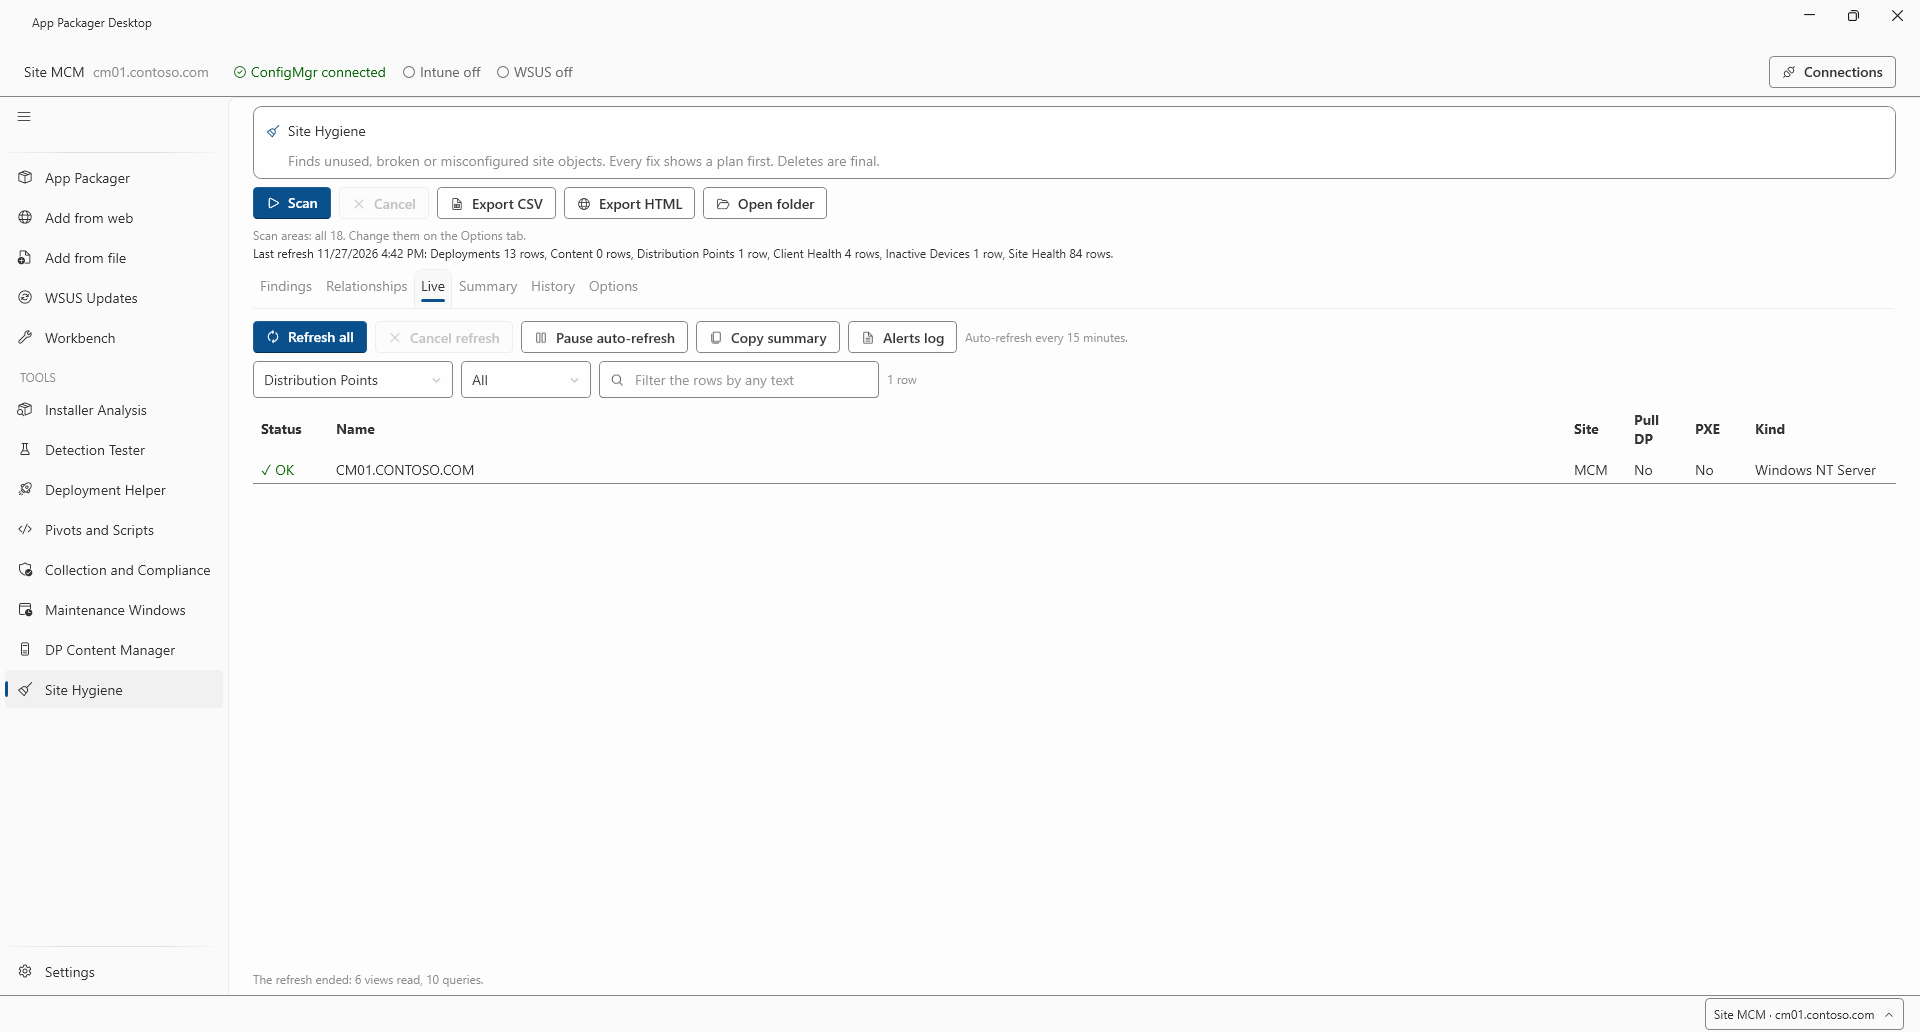 App Packager Desktop
Site MCM cm01.contoso.com ConfigMgr connected Intune off WSUS off Connections
Site Hygiene
Finds unused, broken or misconfigured site objects. Every fix shows a plan first. Deletes are final.
App Packager
Add from web
Add from file
WSUS Updates
Workbench
TOOLS
Installer Analysis
Detection Tester
Deployment Helper
Pivots and Scripts
Collection and Compliance
Maintenance Windows
DP Content Manager
Site Hygiene
Settings
Scan Cancel Export CSV Export HTML Open folder
Scan areas: all 18. Change them on the Options tab.
Last refresh 11/27/2026 4:42 PM: Deployments 13 rows, Content 0 rows, Distribution Points 1 row, Client Health 4 rows, Inactive Devices 1 row, Site Health 84 rows.
Findings Relationships Live Summary History Options
Refresh all Cancel refresh Pause auto-refresh Copy summary Alerts log Auto-refresh every 15 minutes.
Distribution Points All Filter the rows by any text 1 row
Status Name Site Pull DP PXE Kind
OK CM01.CONTOSO.COM MCM No No Windows NT Server
The refresh ended: 6 views read, 10 queries.
Site MCM · cm01.contoso.com